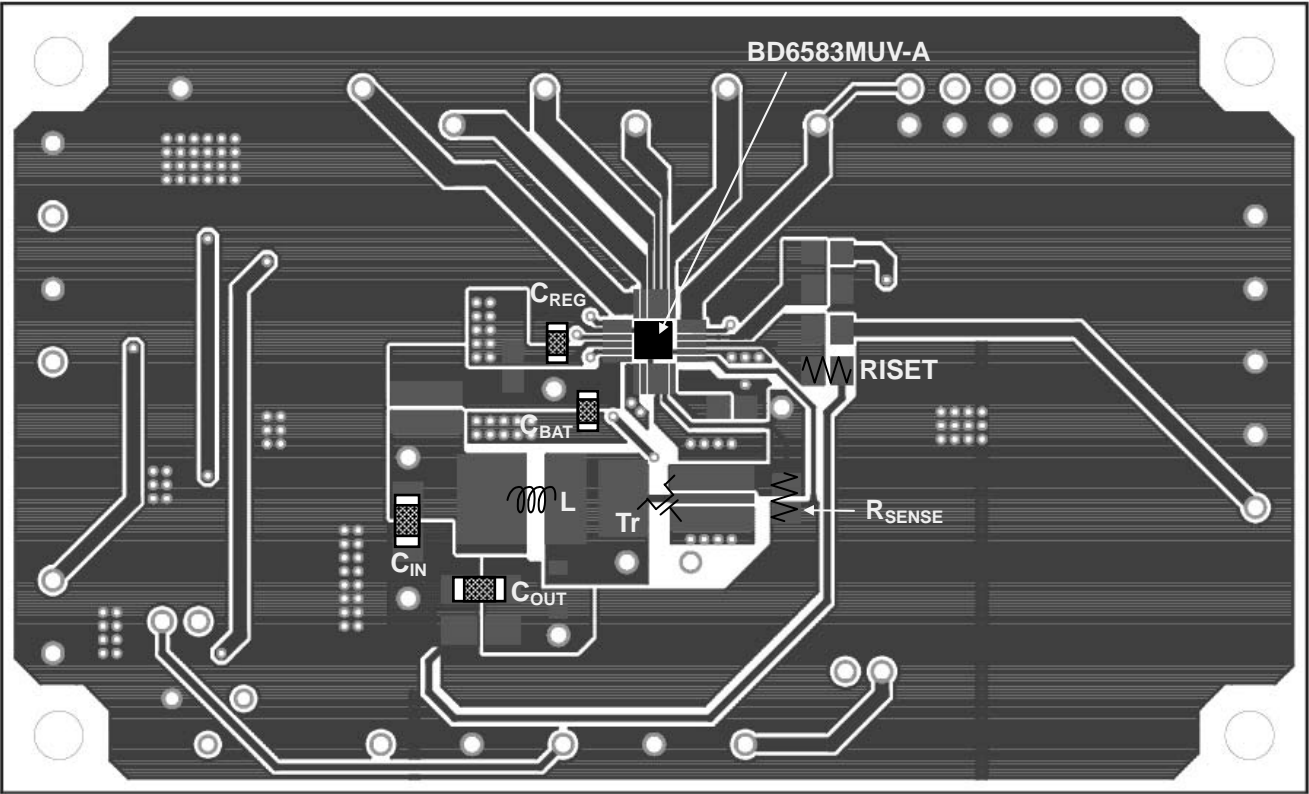 BD6583MUV-A
CREG
RISET
CBAT
L
Tr
RSENSE
CIN
COUT